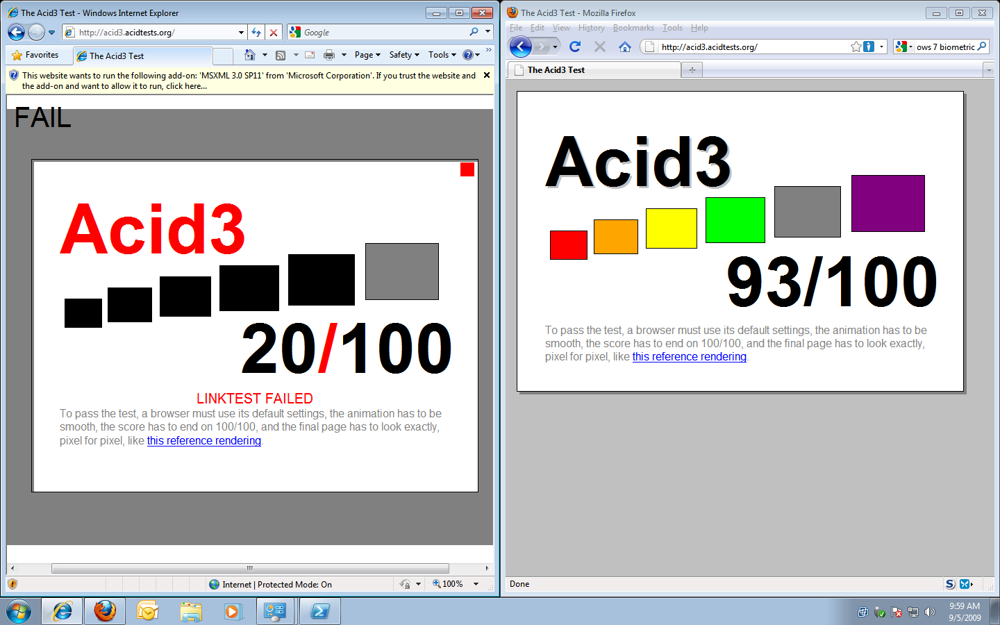 The Acid3 Test - Windows Internet Explorer
http://acid3.acidtests.org/
Google
Favorites
The Acid3 Test
Page
Safety
Tools
This website wants to run the following add-on: 'MSXML 3.0 SP11' from 'Microsoft Corporation'. If you trust the website and
the add-on and want to allow it to run, click here...
FAIL
Acid3
20/100
LINKTEST FAILED
To pass the test, a browser must use its default settings, the animation has to be
smooth, the score has to end on 100/100, and the final page has to look exactly,
pixel for pixel, like this reference rendering.
Internet | Protected Mode: On
100%
The Acid3 Test - Mozilla Firefox
File Edit View History Bookmarks Tools Help
http://acid3.acidtests.org/
ows 7 biometric
The Acid3 Test
Acid3
93/100
To pass the test, a browser must use its default settings, the animation has to be
smooth, the score has to end on 100/100, and the final page has to look exactly,
pixel for pixel, like this reference rendering.
Done
S
9:59 AM
9/5/2009